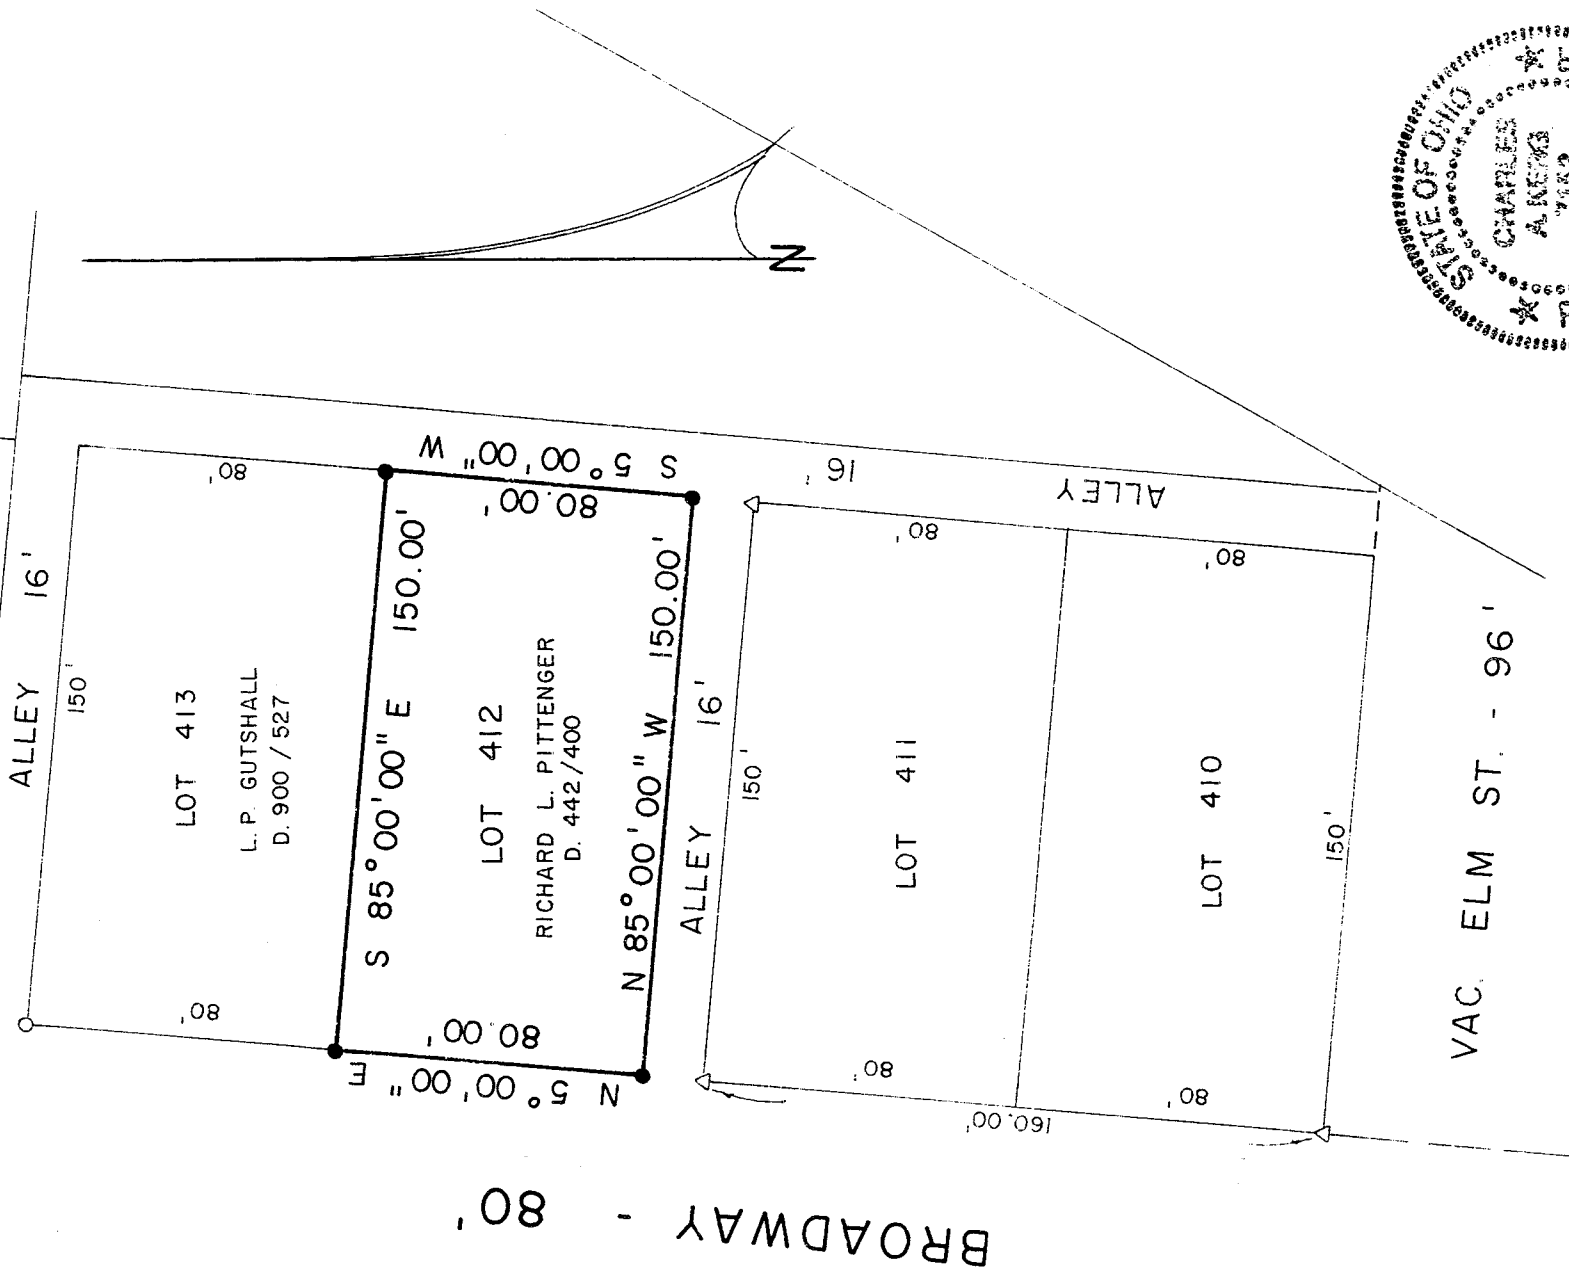 ALLEY 16'
150'
80'
LOT 413
L.P. GUTSHALL
D. 900 / 527
80'
S 85°00'00" E 150.00'
S 5°00'00" W
80.00'
LOT 412
RICHARD L. PITTENGER
D. 442/400
80.00'
N 5°00'00" E
N 85°00'00" W 150.00'
ALLEY 16'
150'
80'
LOT 411
80'
160.00'
80'
LOT 410
80'
150'
ALLEY 16'
VAC. ELM ST. - 96'
BROADWAY - 80'
N
STATE OF OHIO
CHARLES